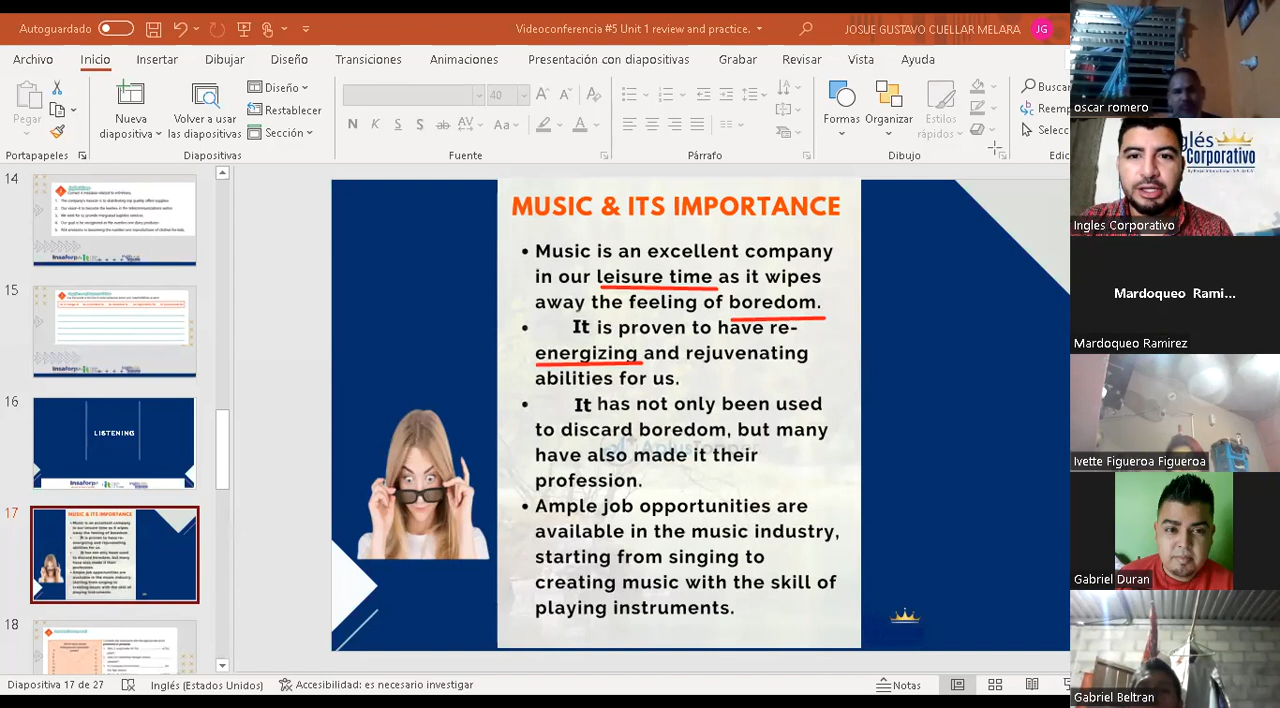 Autoguardado
Videoconferencia #5 Unit 1 review and practice.
JOSUE GUSTAVO CUELLAR MELARA
JG
Archivo Inicio Insertar Dibujar Diseño Transiciones Animaciones Presentación con diapositivas Grabar Revisar Vista Ayuda
Pegar
Nueva diapositiva
Volver a usar las diapositivas
Diseño
Restablecer
Sección
40
Formas
Organizar
Estilos rápidos
Buscar
Reemp
Selecc
Portapapeles
Diapositivas
Fuente
Párrafo
Dibujo
Edic
14
15
16
LISTENING
17
18
MUSIC & ITS IMPORTANCE
• Music is an excellent company
in our leisure time as it wipes
away the feeling of boredom.
• It is proven to have re-
energizing and rejuvenating
abilities for us.
• It has not only been used
to discard boredom, but many
have also made it their
profession.
• Ample job opportunities are
available in the music industry,
starting from singing to
creating music with the skill of
playing instruments.
Diapositiva 17 de 27
Inglés (Estados Unidos)
Accesibilidad: es necesario investigar
Notas
oscar romero
Inglés
Corporativo
Ingles Corporativo
Mardoqueo Rami...
Mardoqueo Ramirez
Ivette Figueroa Figueroa
Gabriel Duran
Gabriel Beltran